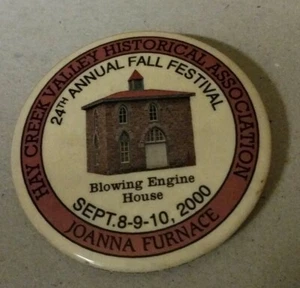 HAY CREEK VALLEY HISTORICAL ASSOCIATION
24TH ANNUAL FALL FESTIVAL
Blowing Engine
House
SEPT.8-9-10, 2000
JOANNA FURNACE